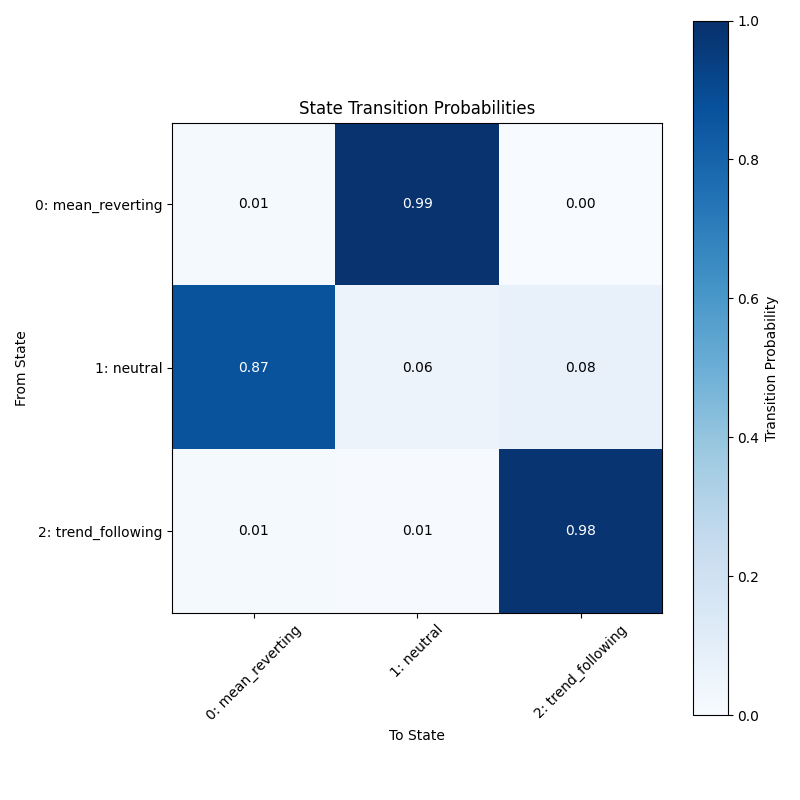 State Transition Probabilities
From State
0: mean_reverting
0.01 0.99 0.00
1: neutral
0.87 0.06 0.08
2: trend_following
0.01 0.01 0.98
0: mean_reverting
1: neutral
2: trend_following
To State
1.0
0.8
0.6
0.4
0.2
0.0
Transition Probability